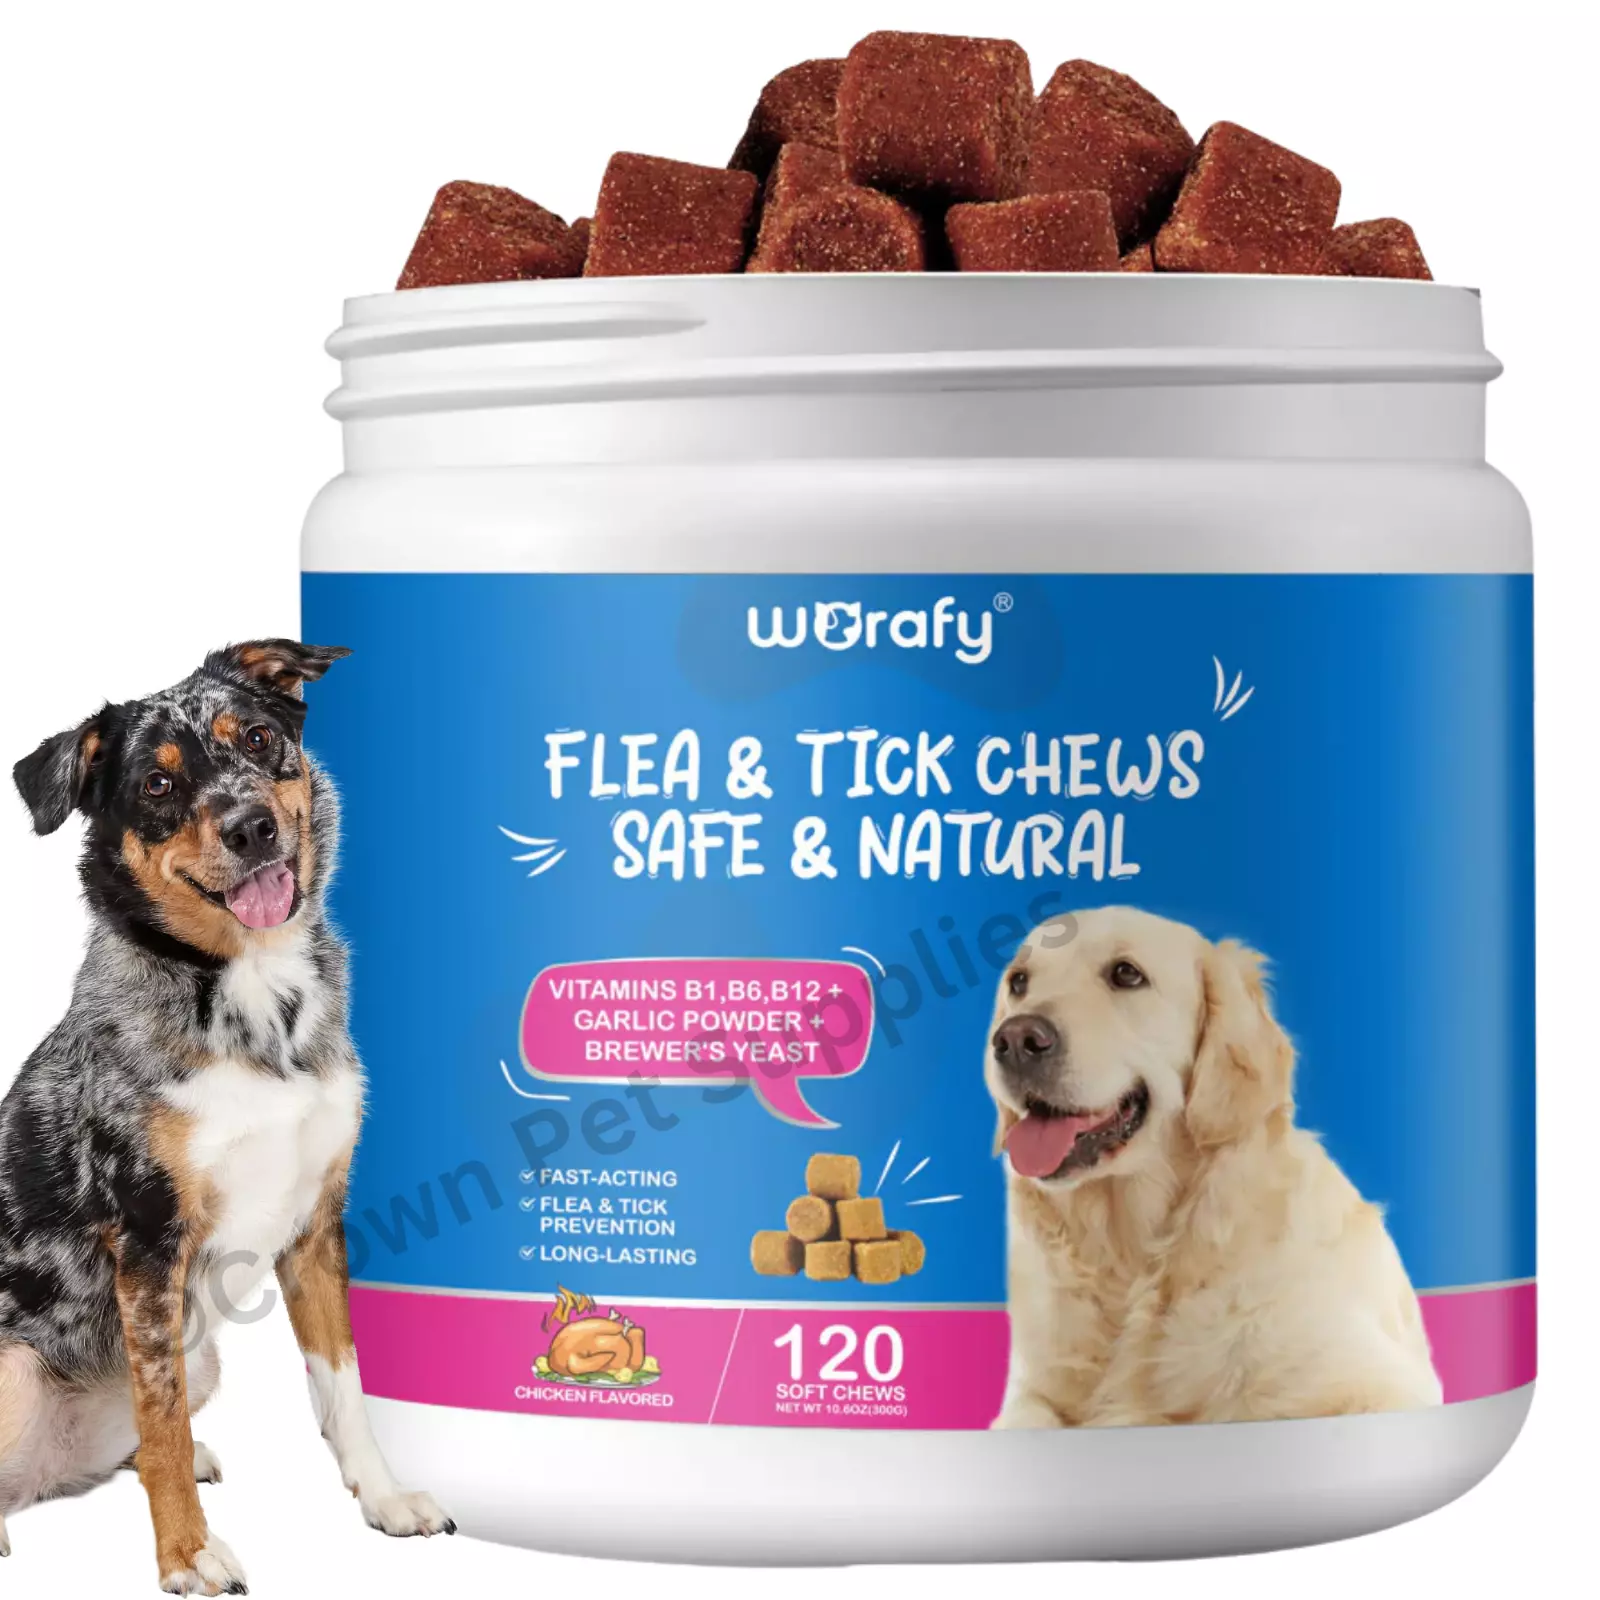 worafy®
FLEA & TICK CHEWS
SAFE & NATURAL
VITAMINS B1,B6,B12 +
GARLIC POWDER +
BREWER'S YEAST
FAST-ACTING
FLEA & TICK
PREVENTION
LONG-LASTING
CHICKEN FLAVORED
120
SOFT CHEWS
NET WT 10.6OZ(300G)
@Crown Pet Supplies